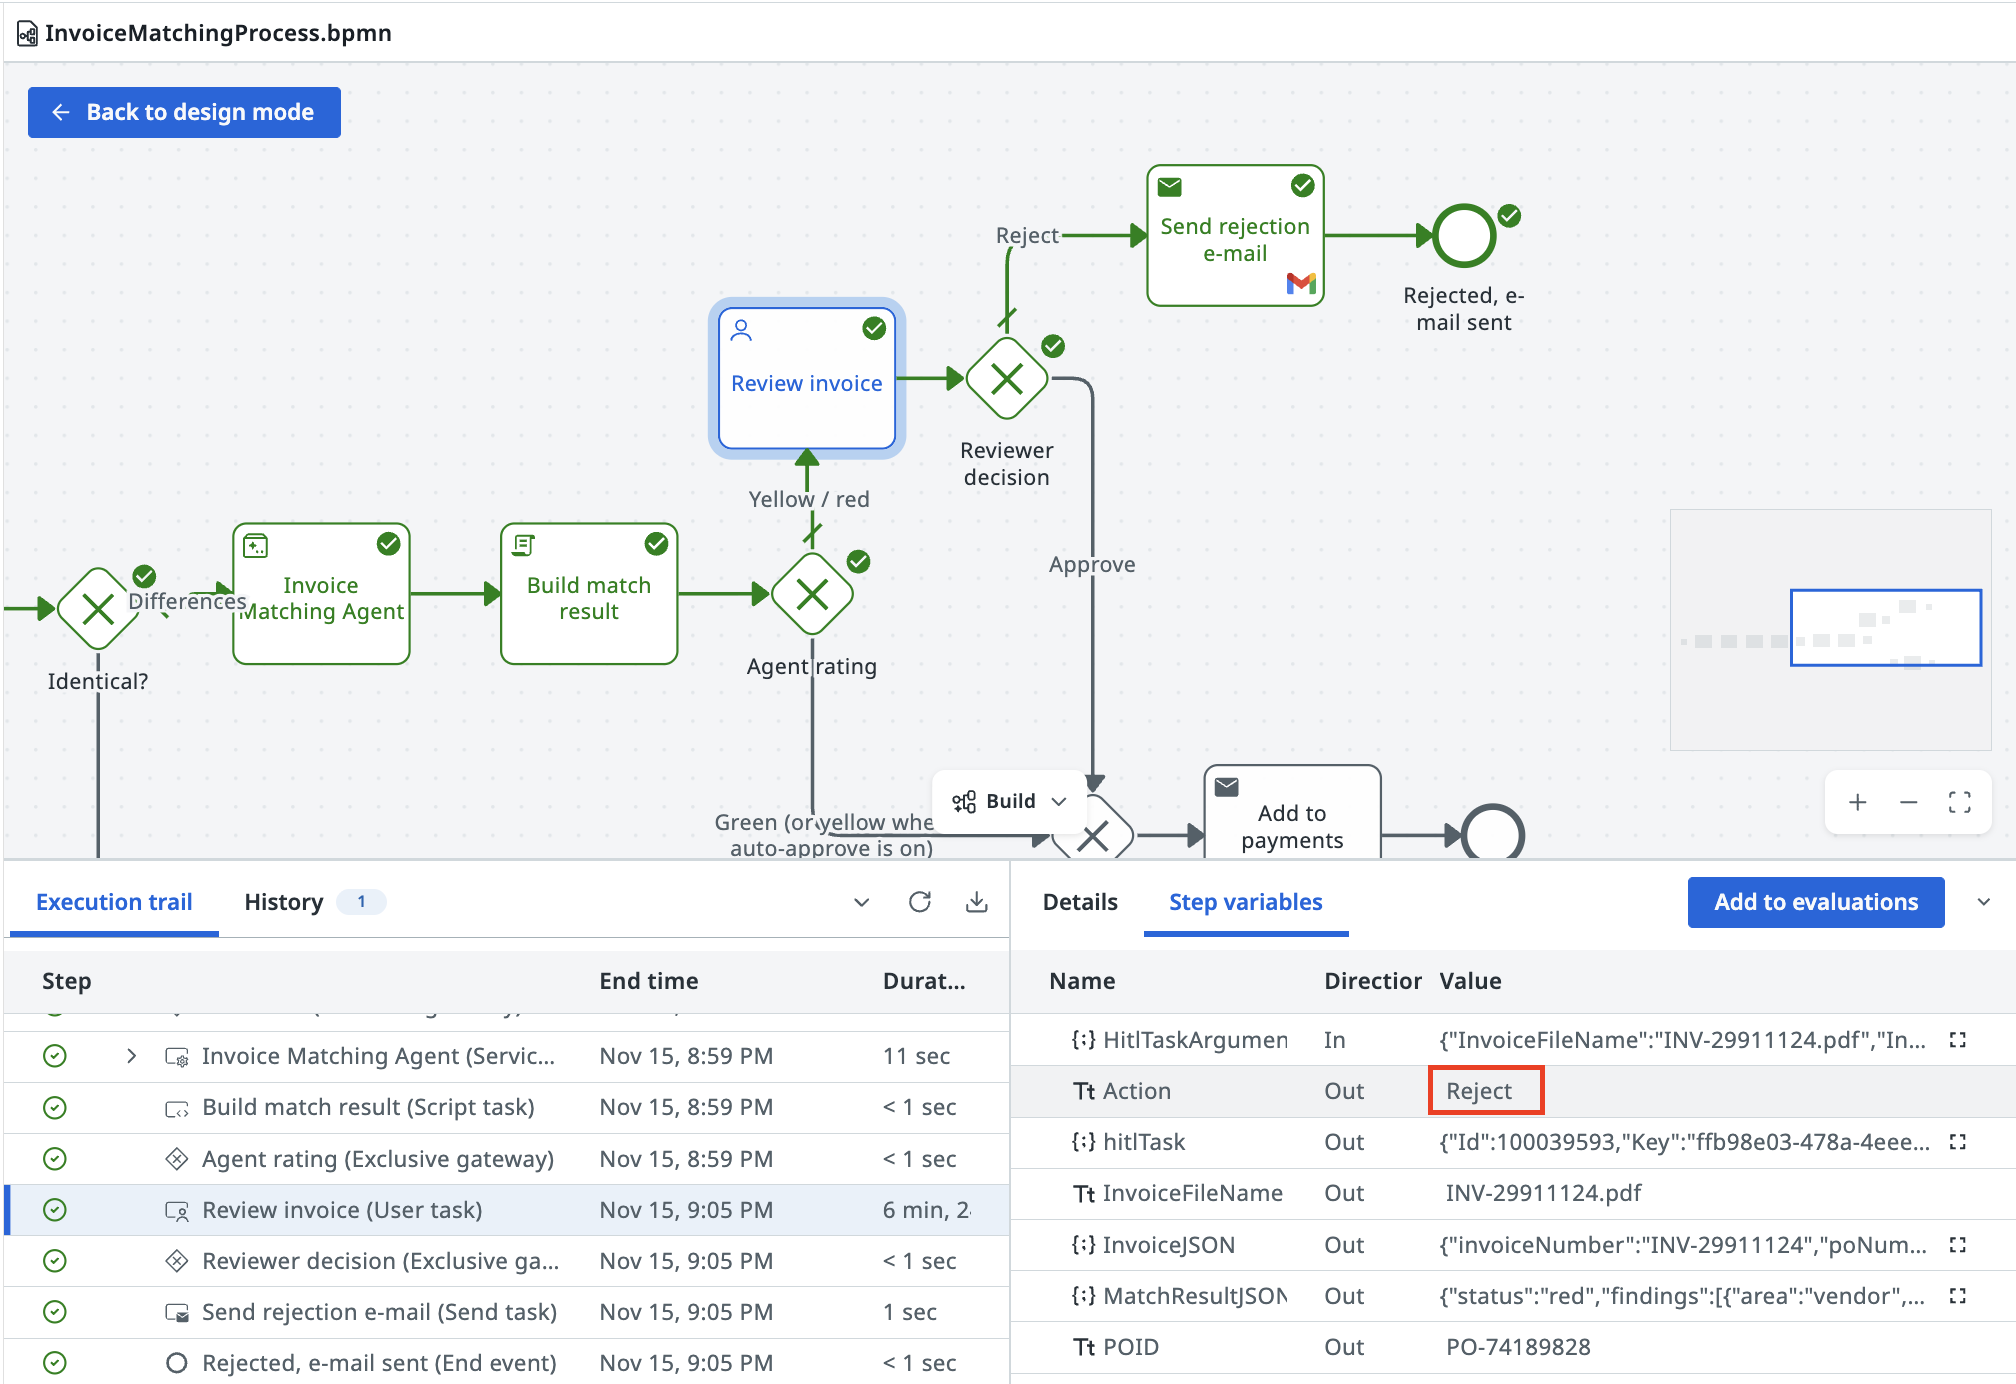 InvoiceMatchingProcess.bpmn
Back to design mode
Reject
Send rejection
e-mail
Rejected, e-
mail sent
Review invoice
Reviewer
decision
Yellow / red
Approve
Differences
Invoice
Matching Agent
Build match
result
Identical?
Agent rating
Build
Green (or yellow whe
auto-approve is on)
Add to
payments
Execution trail
History 1
Details
Step variables
Add to evaluations
Step End time Durat...
Invoice Matching Agent (Servic... Nov 15, 8:59 PM 11 sec
Build match result (Script task) Nov 15, 8:59 PM < 1 sec
Agent rating (Exclusive gateway) Nov 15, 8:59 PM < 1 sec
Review invoice (User task) Nov 15, 9:05 PM 6 min, 2
Reviewer decision (Exclusive ga... Nov 15, 9:05 PM < 1 sec
Send rejection e-mail (Send task) Nov 15, 9:05 PM 1 sec
Rejected, e-mail sent (End event) Nov 15, 9:05 PM < 1 sec
Name Direction Value
{;} HitlTaskArgumen In {"InvoiceFileName":"INV-29911124.pdf","In...
Tt Action Out Reject
{;} hitlTask Out {"Id":100039593,"Key":"ffb98e03-478a-4eee...
Tt InvoiceFileName Out INV-29911124.pdf
{;} InvoiceJSON Out {"invoiceNumber":"INV-29911124","poNum...
{;} MatchResultJSON Out {"status":"red","findings":[{"area":"vendor",...
Tt POID Out PO-74189828